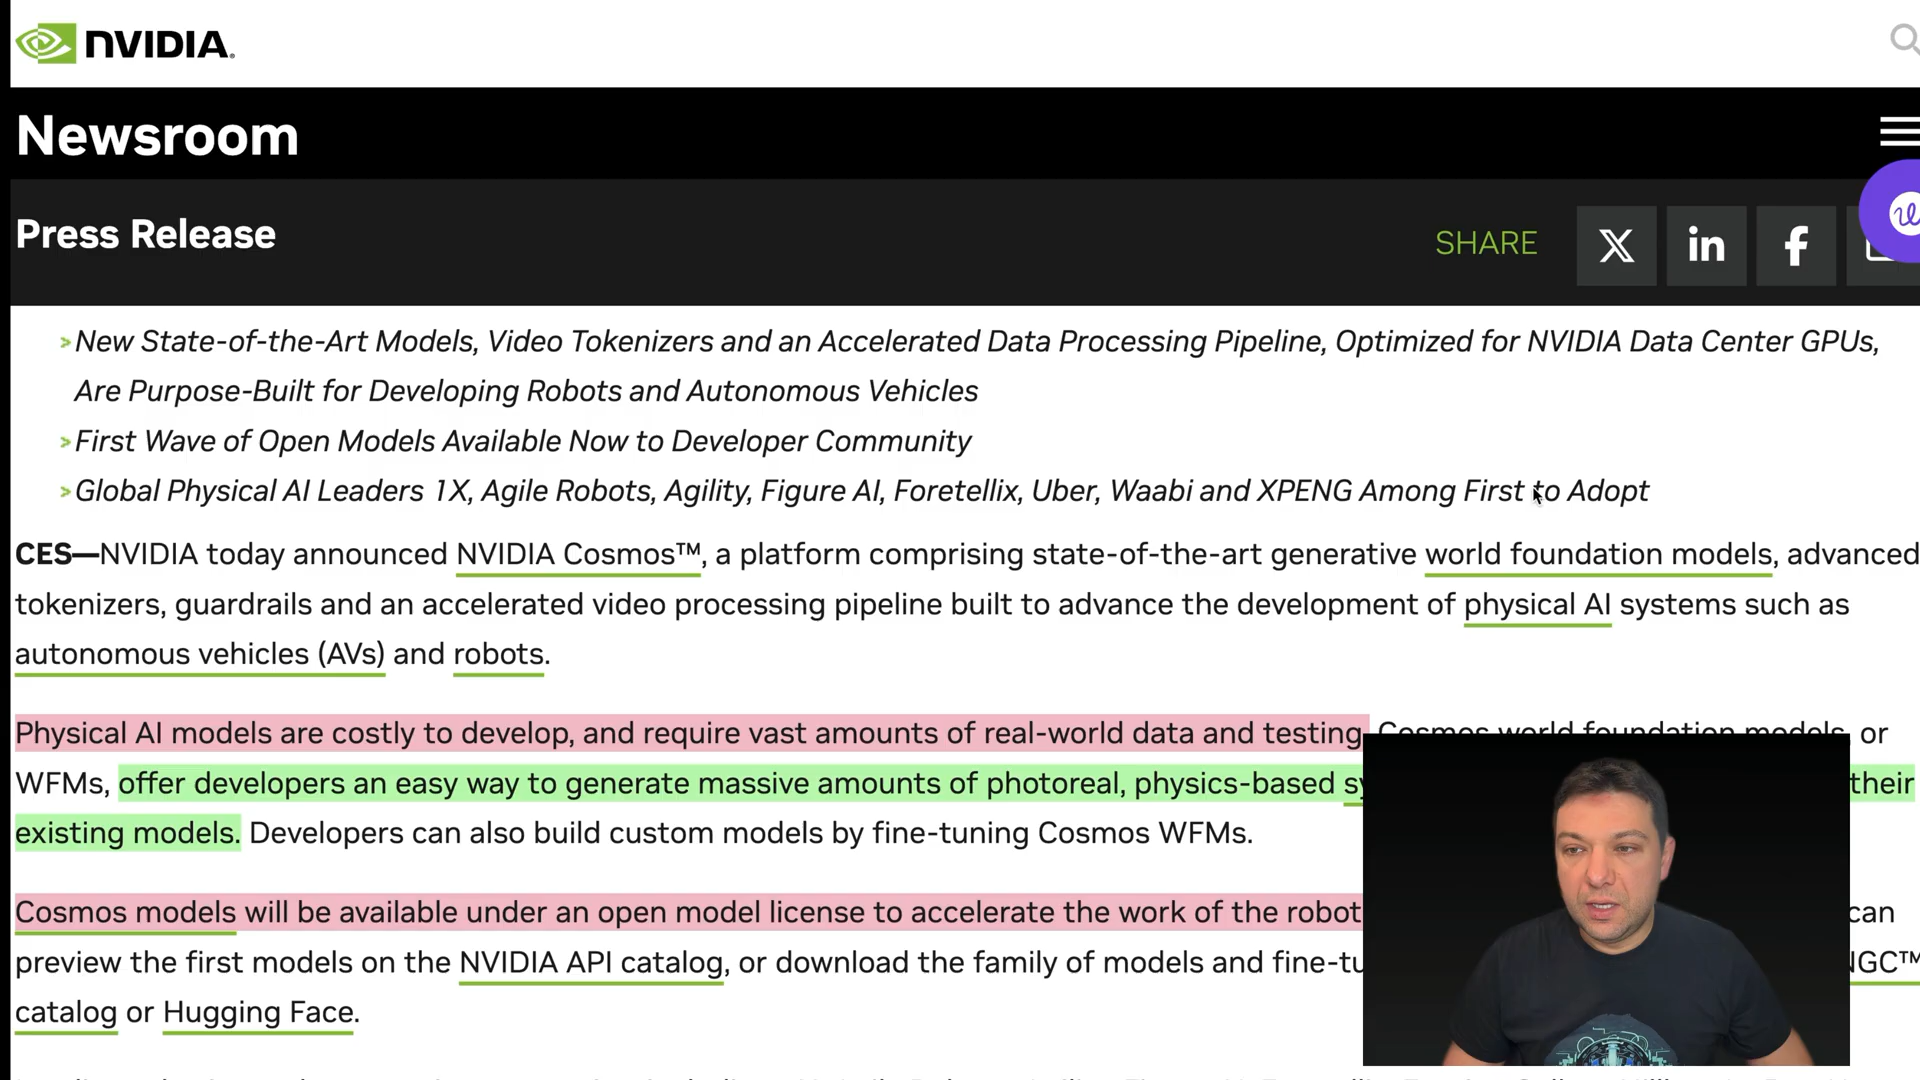 NVIDIA.
Newsroom
Press Release
SHARE
> New State-of-the-Art Models, Video Tokenizers and an Accelerated Data Processing Pipeline, Optimized for NVIDIA Data Center GPUs,
Are Purpose-Built for Developing Robots and Autonomous Vehicles
> First Wave of Open Models Available Now to Developer Community
> Global Physical AI Leaders 1X, Agile Robots, Agility, Figure AI, Foretellix, Uber, Waabi and XPENG Among First to Adopt
CES—NVIDIA today announced NVIDIA Cosmos™, a platform comprising state-of-the-art generative world foundation models, advanced
tokenizers, guardrails and an accelerated video processing pipeline built to advance the development of physical AI systems such as
autonomous vehicles (AVs) and robots.
Physical AI models are costly to develop, and require vast amounts of real-world data and testing. Cosmos world foundation models, or
WFMs, offer developers an easy way to generate massive amounts of photoreal, physics-based their
existing models. Developers can also build custom models by fine-tuning Cosmos WFMs.
Cosmos models will be available under an open model license to accelerate the work of the robot can
preview the first models on the NVIDIA API catalog, or download the family of models and NGC™
catalog or Hugging Face.